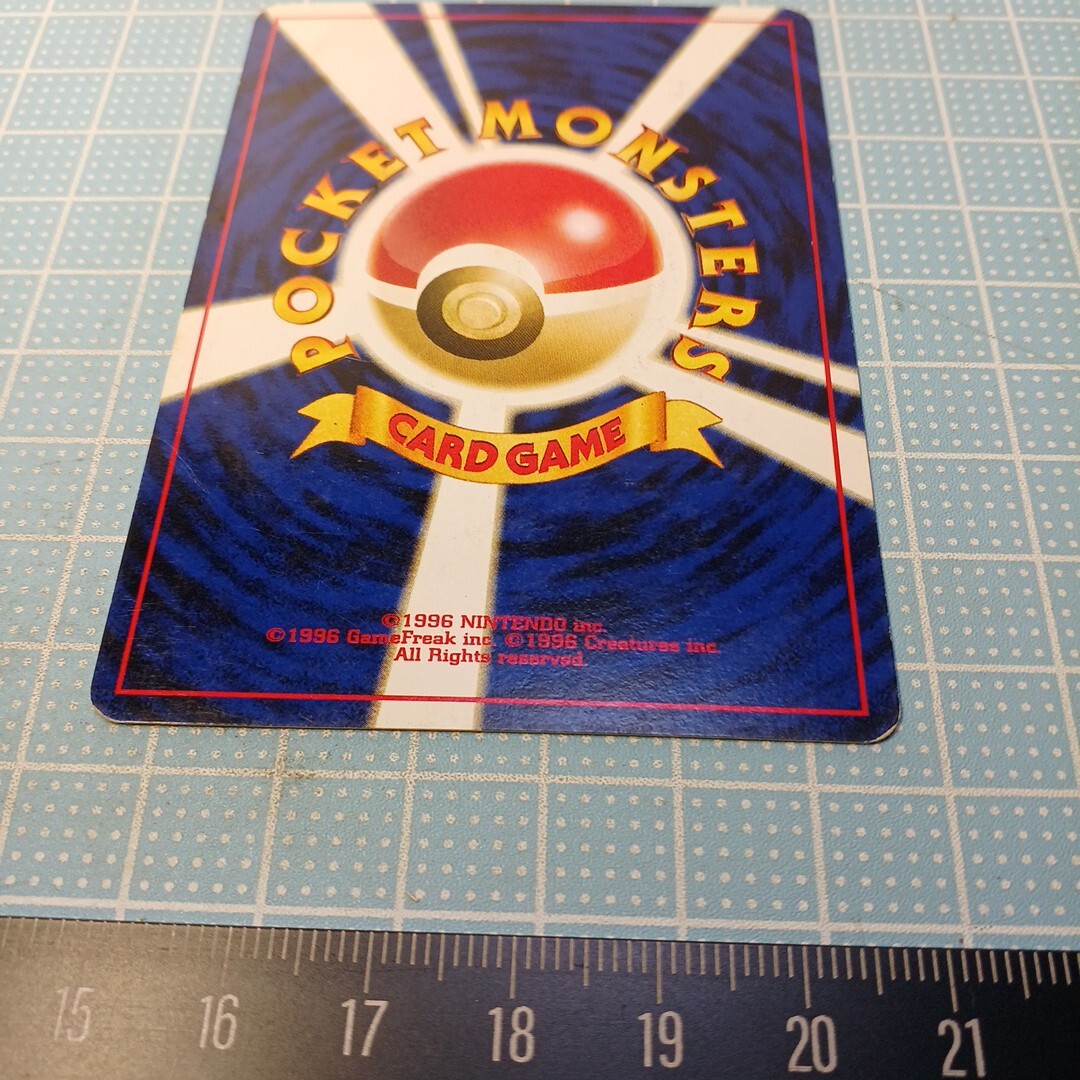 POCKET MONSTERS
CARD GAME
©1996 NINTENDO inc.
©1996 GameFreak inc. ©1996 Creatures inc.
All Rights reserved.
15 16 17 18 19 20 21